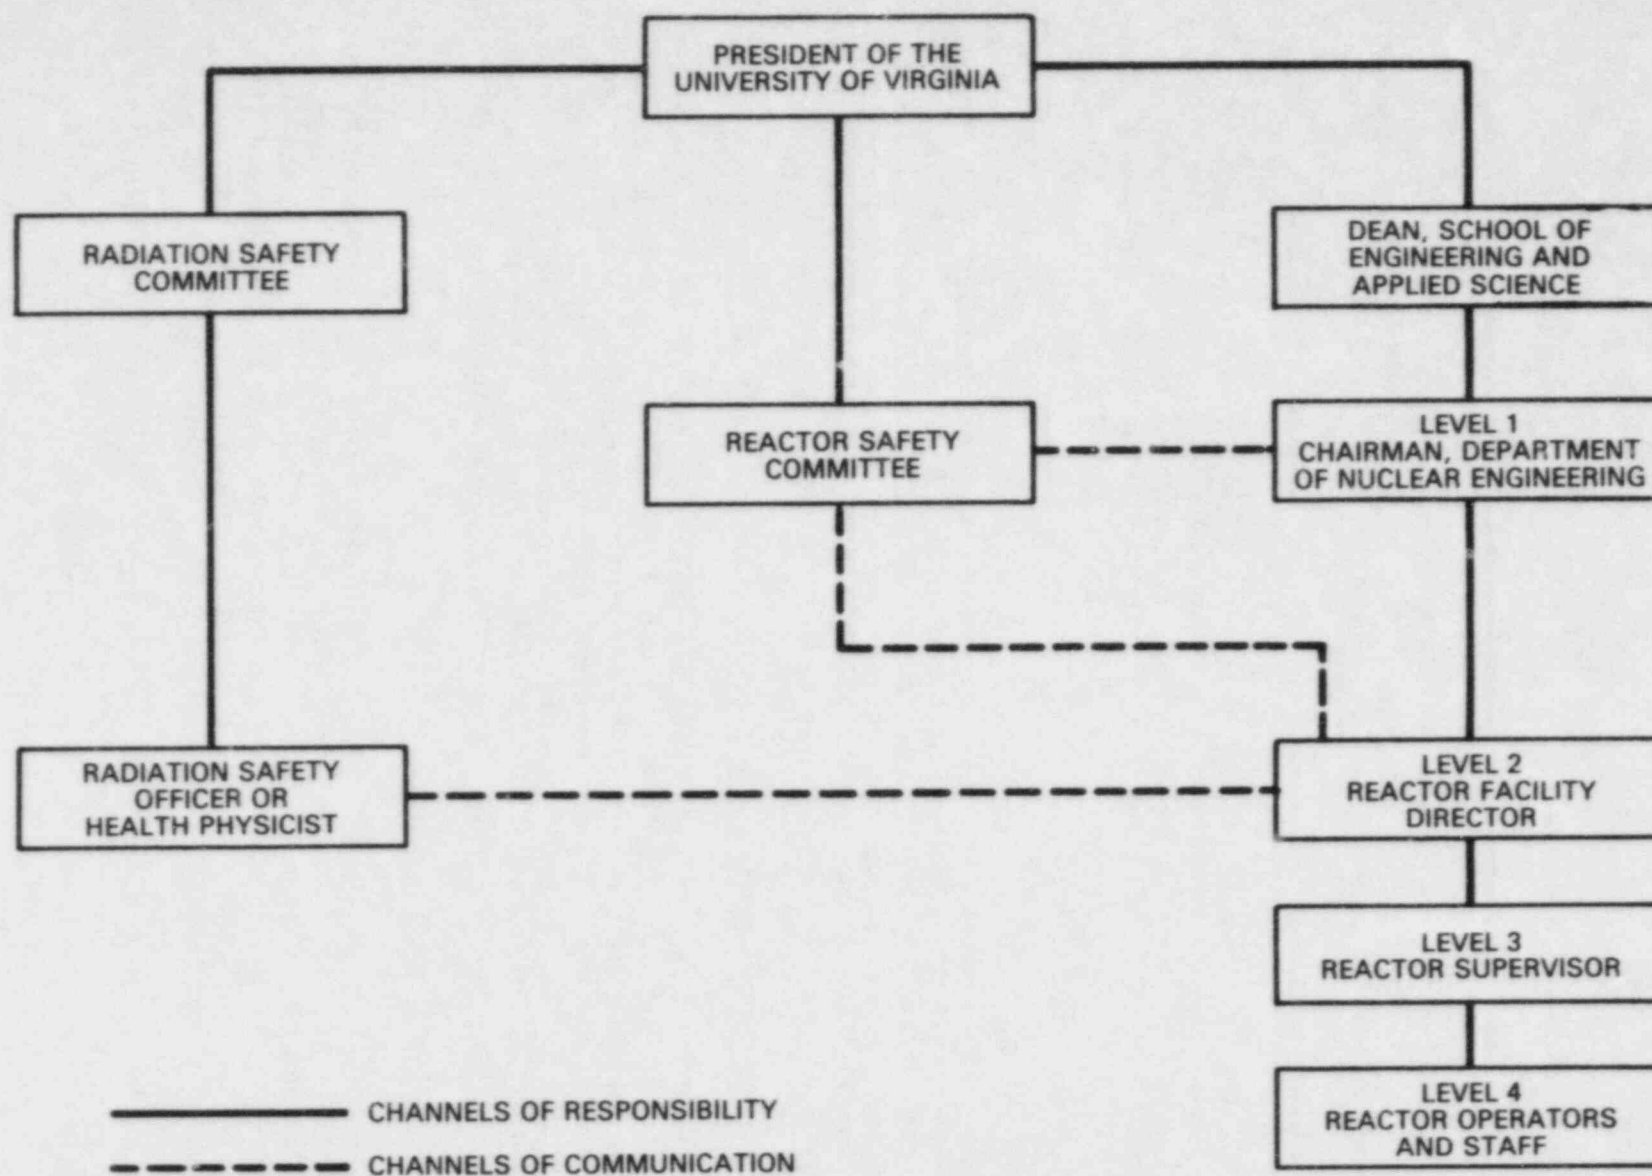 PRESIDENT OF THE
UNIVERSITY OF VIRGINIA
RADIATION SAFETY
COMMITTEE
DEAN, SCHOOL OF
ENGINEERING AND
APPLIED SCIENCE
REACTOR SAFETY
COMMITTEE
LEVEL 1
CHAIRMAN, DEPARTMENT
OF NUCLEAR ENGINEERING
RADIATION SAFETY
OFFICER OR
HEALTH PHYSICIST
LEVEL 2
REACTOR FACILITY
DIRECTOR
LEVEL 3
REACTOR SUPERVISOR
LEVEL 4
REACTOR OPERATORS
AND STAFF
CHANNELS OF RESPONSIBILITY
CHANNELS OF COMMUNICATION